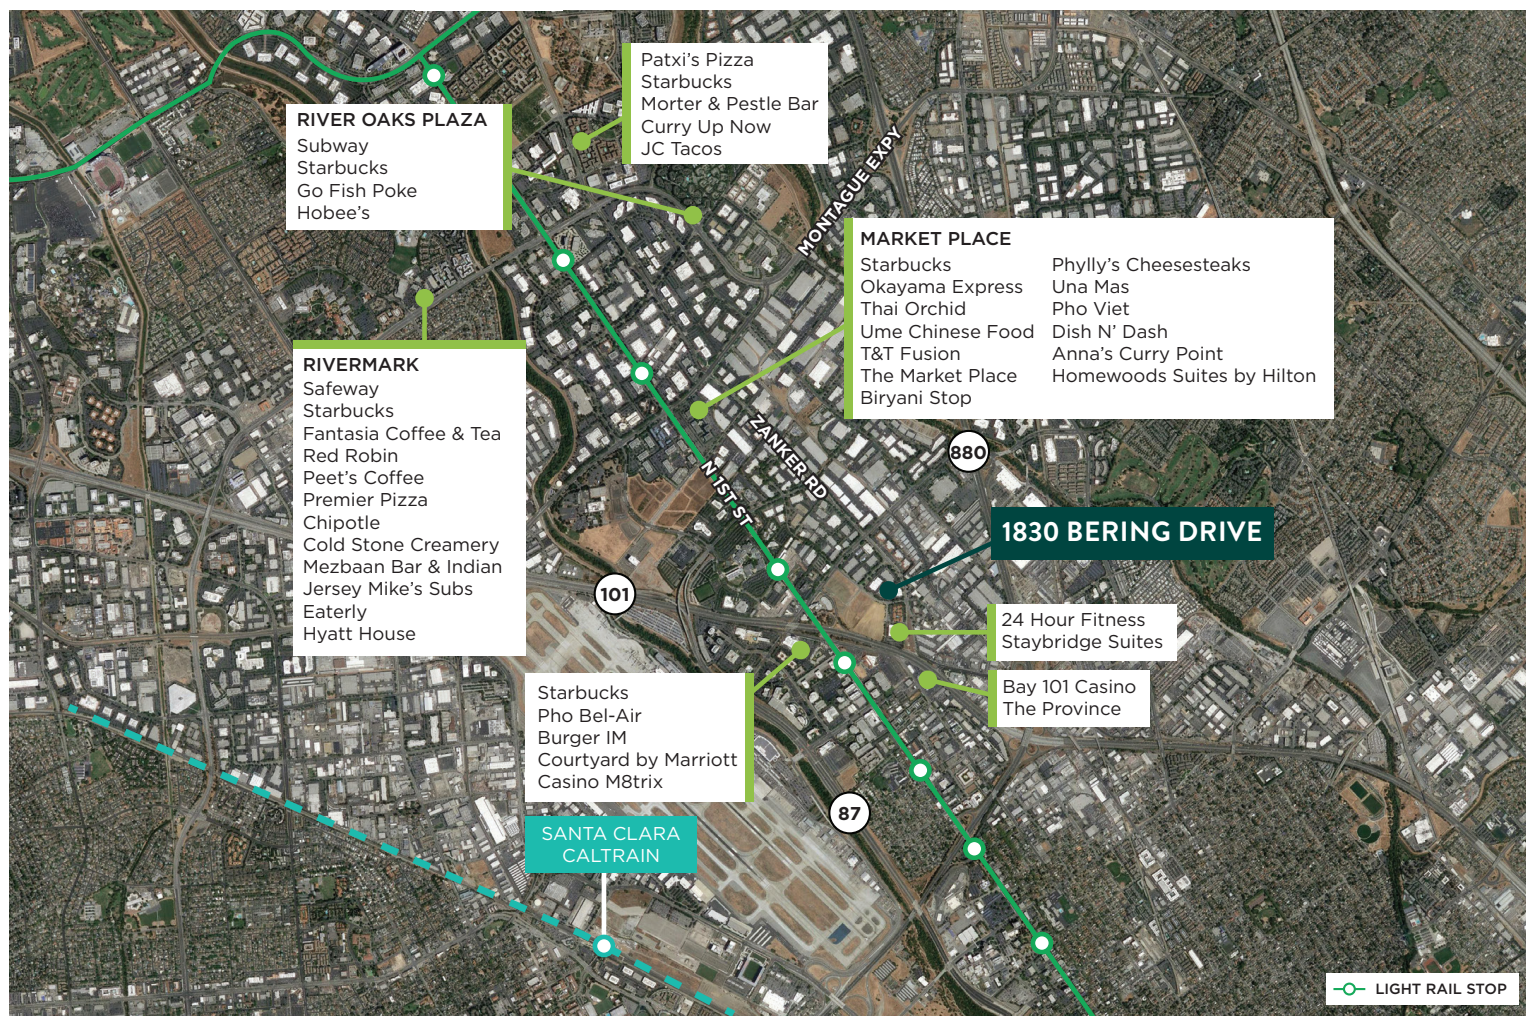 Patxi's Pizza
Starbucks
Morter & Pestle Bar
Curry Up Now
JC Tacos
RIVER OAKS PLAZA
Subway
Starbucks
Go Fish Poke
Hobee's
MONTAGUE EXPY
MARKET PLACE
Starbucks
Okayama Express
Thai Orchid
Ume Chinese Food
T&T Fusion
The Market Place
Biryani Stop
Phylly's Cheesesteaks
Una Mas
Pho Viet
Dish N' Dash
Anna's Curry Point
Homewoods Suites by Hilton
RIVERMARK
Safeway
Starbucks
Fantasia Coffee & Tea
Red Robin
Peet's Coffee
Premier Pizza
Chipotle
Cold Stone Creamery
Mezbaan Bar & Indian
Jersey Mike's Subs
Eaterly
Hyatt House
ZANKER RD
N 1ST ST
880
1830 BERING DRIVE
101
24 Hour Fitness
Staybridge Suites
Bay 101 Casino
The Province
Starbucks
Pho Bel-Air
Burger IM
Courtyard by Marriott
Casino M8trix
87
SANTA CLARA
CALTRAIN
LIGHT RAIL STOP